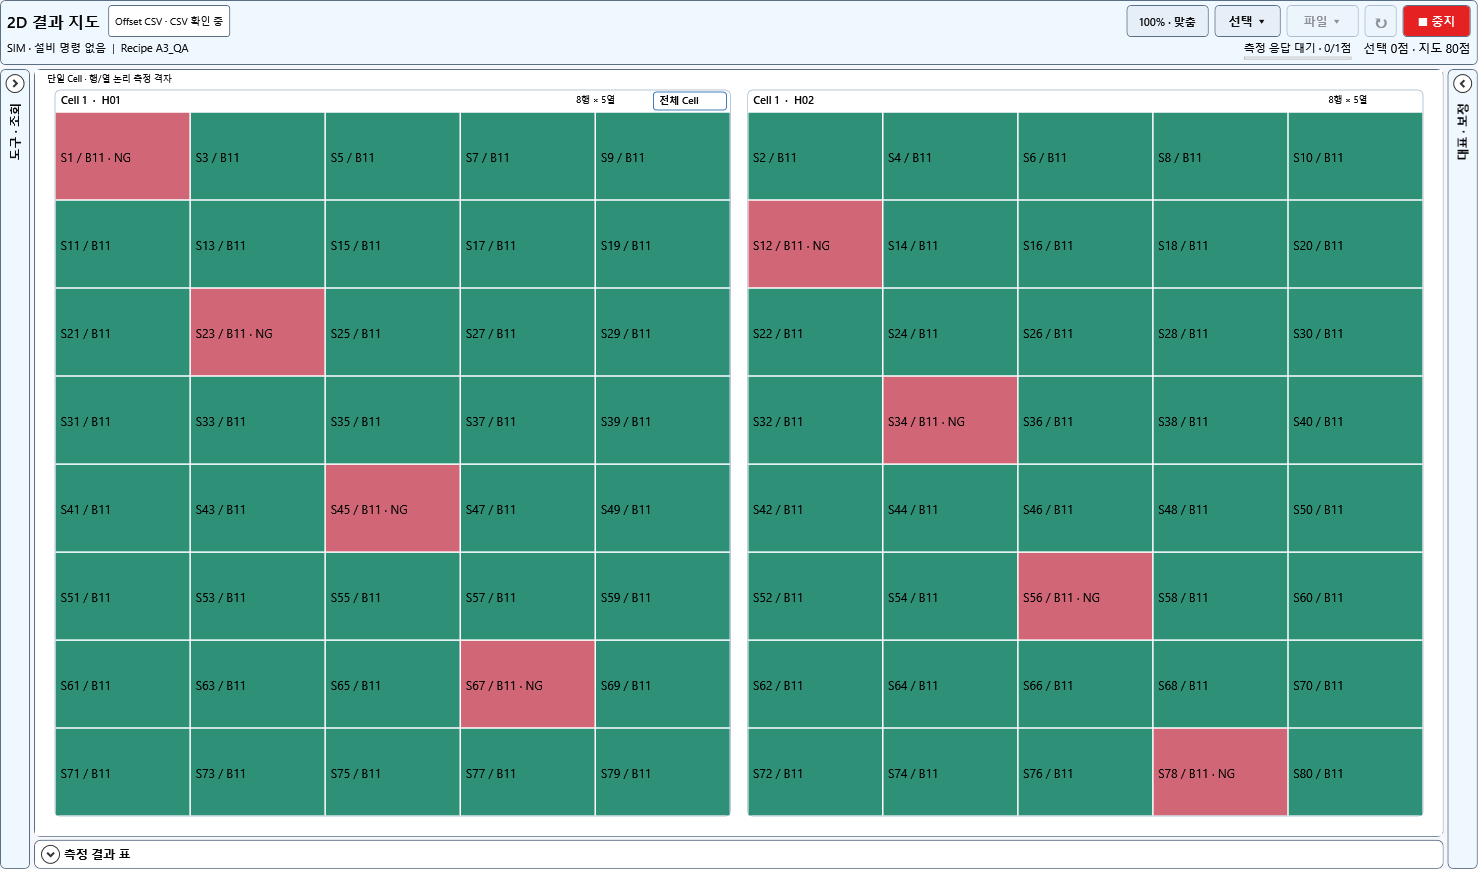 2D 결과 지도
Offset CSV · CSV 확인 중
100% · 맞춤
선택 ▾
파일 ▾
↻
■ 중지
SIM · 설비 명령 없음 | Recipe A3_QA
측정 응답 대기 · 0/1점
선택 0점 · 지도 80점
도구 · 조회
단일 Cell · 행/열 논리 측정 격자
Cell 1 · H01
8행 × 5열
전체 Cell
S1 / B11 · NG
S3 / B11
S5 / B11
S7 / B11
S9 / B11
S11 / B11
S13 / B11
S15 / B11
S17 / B11
S19 / B11
S21 / B11
S23 / B11 · NG
S25 / B11
S27 / B11
S29 / B11
S31 / B11
S33 / B11
S35 / B11
S37 / B11
S39 / B11
S41 / B11
S43 / B11
S45 / B11 · NG
S47 / B11
S49 / B11
S51 / B11
S53 / B11
S55 / B11
S57 / B11
S59 / B11
S61 / B11
S63 / B11
S65 / B11
S67 / B11 · NG
S69 / B11
S71 / B11
S73 / B11
S75 / B11
S77 / B11
S79 / B11
Cell 1 · H02
8행 × 5열
S2 / B11
S4 / B11
S6 / B11
S8 / B11
S10 / B11
S12 / B11 · NG
S14 / B11
S16 / B11
S18 / B11
S20 / B11
S22 / B11
S24 / B11
S26 / B11
S28 / B11
S30 / B11
S32 / B11
S34 / B11 · NG
S36 / B11
S38 / B11
S40 / B11
S42 / B11
S44 / B11
S46 / B11
S48 / B11
S50 / B11
S52 / B11
S54 / B11
S56 / B11 · NG
S58 / B11
S60 / B11
S62 / B11
S64 / B11
S66 / B11
S68 / B11
S70 / B11
S72 / B11
S74 / B11
S76 / B11
S78 / B11 · NG
S80 / B11
대표 · 보정
측정 결과 표